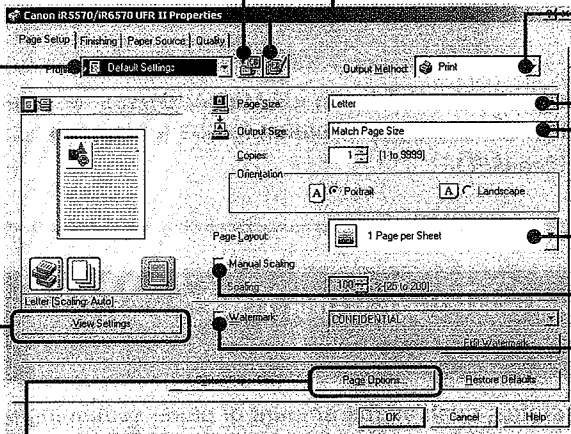 Canon iR5570/iR6570 UFR II Properties
Page Setup Finishing Paper Source Quality
Default Settings
Output Method: Print
Page Size: Letter
Output Size: Match Page Size
Copies: 1 [1 to 9999]
Orientation
A Portrait A Landscape
Page Layout: 1 Page per Sheet
Manual Scaling
Scaling: 100 % [25 to 200]
Letter [Scaling: Auto]
View Settings
Watermark: CONFIDENTIAL
Edit Watermark...
Page Options... Restore Defaults
OK Cancel Help